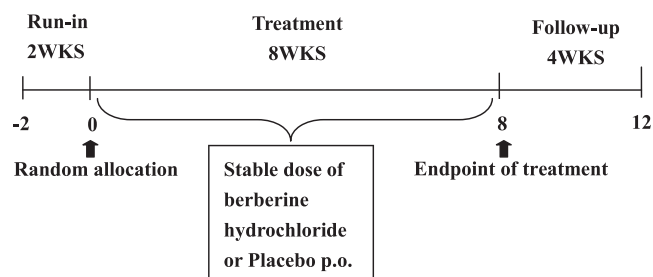 Run-in
2WKS
Treatment
8WKS
Follow-up
4WKS
-2
0
8
12
Random allocation
Stable dose of
berberine
hydrochloride
or Placebo p.o.
Endpoint of treatment